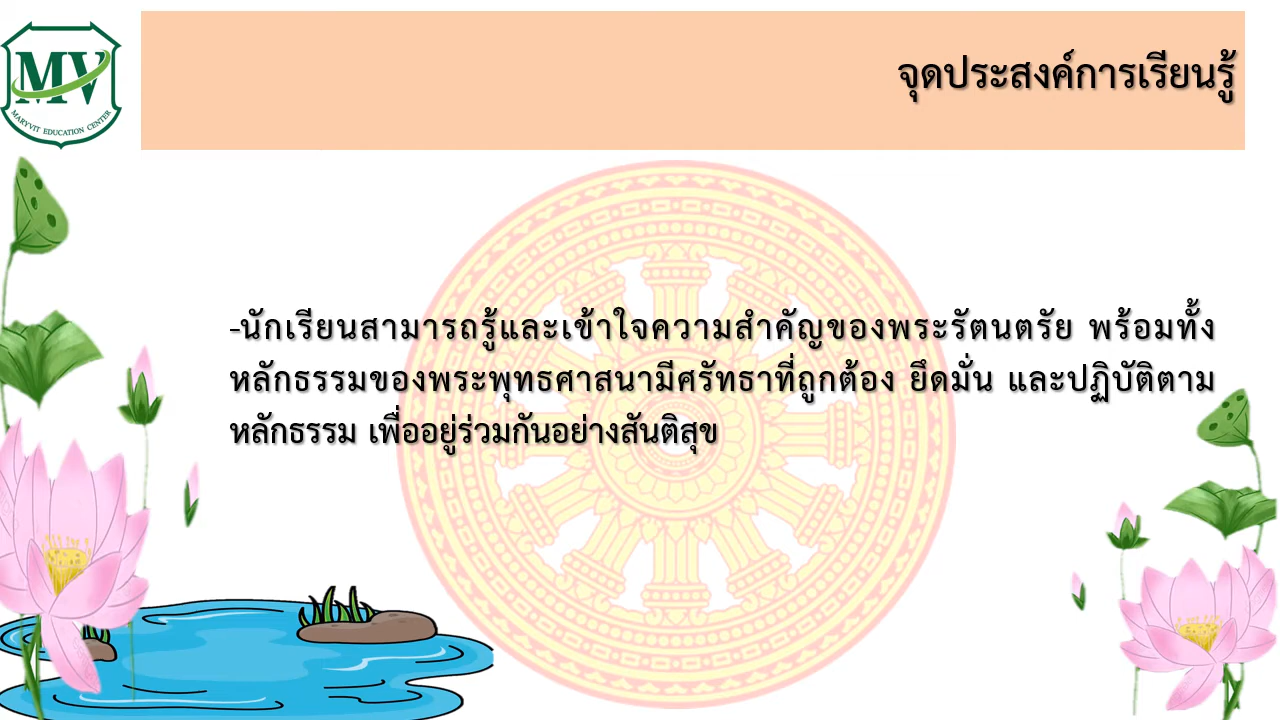 MV
MARYVIT EDUCATION CENTER
จุดประสงค์การเรียนรู้
-นักเรียนสามารถรู้และเข้าใจความสำคัญของพระรัตนตรัย พร้อมทั้ง
หลักธรรมของพระพุทธศาสนามีศรัทธาที่ถูกต้อง ยึดมั่น และปฏิบัติตาม
หลักธรรม เพื่ออยู่ร่วมกันอย่างสันติสุข